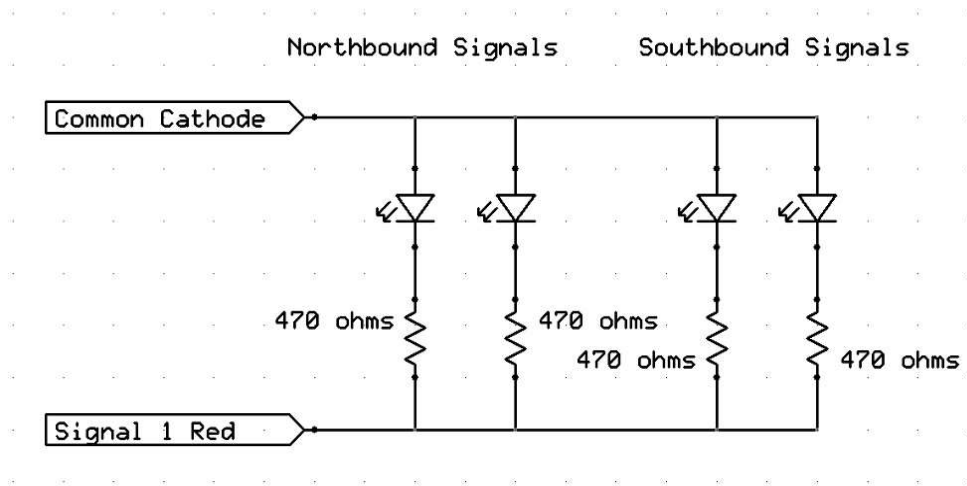 Northbound Signals
Southbound Signals
Common Cathode
470 ohms
470 ohms
470 ohms
470 ohms
Signal 1 Red